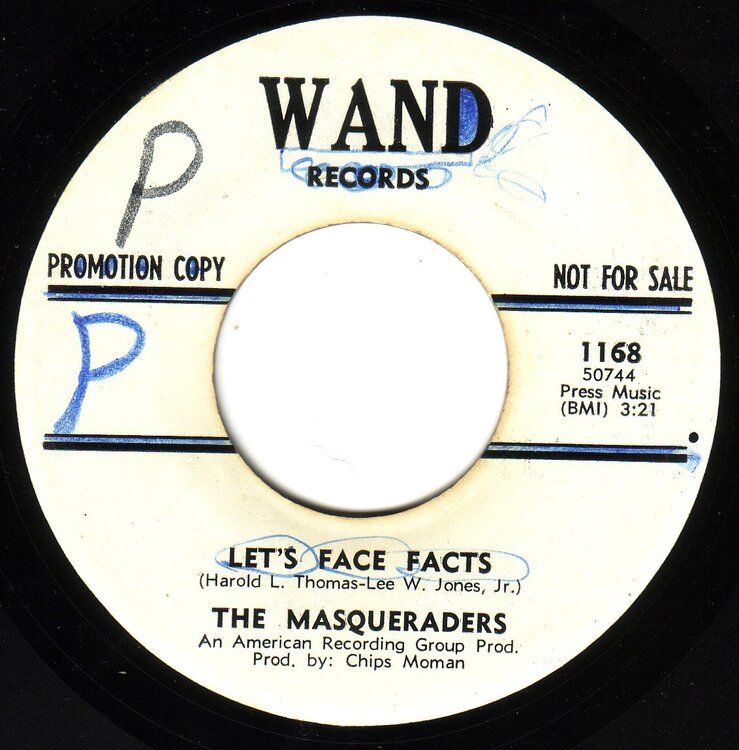 WAND
RECORDS
P
PROMOTION COPY
NOT FOR SALE
P
1168
50744
Press Music
(BMI) 3:21
LET'S FACE FACTS
(Harold L. Thomas-Lee W. Jones, Jr.)
THE MASQUERADERS
An American Recording Group Prod.
Prod. by: Chips Moman